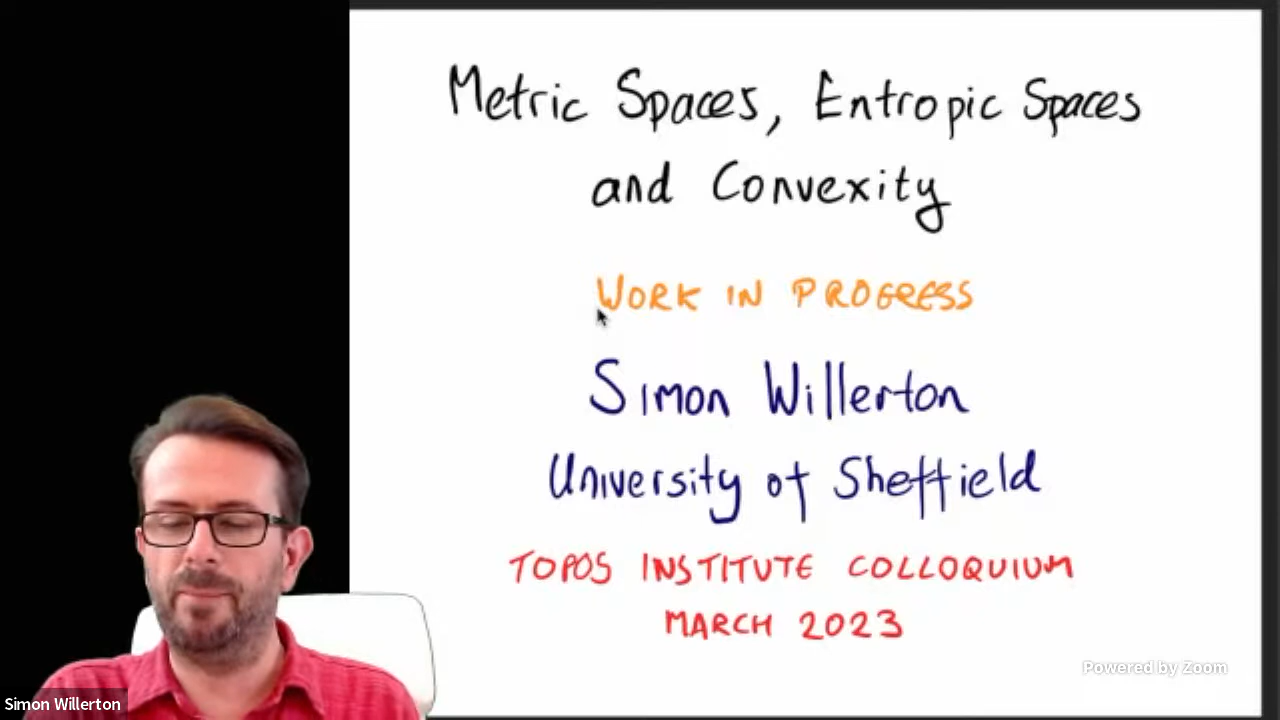 Metric Spaces, Entropic Spaces
and Convexity
WORK IN PROGRESS
Simon Willerton
University of Sheffield
TOPOS INSTITUTE COLLOQUIUM
MARCH 2023
Powered by Zoom
Simon Willerton